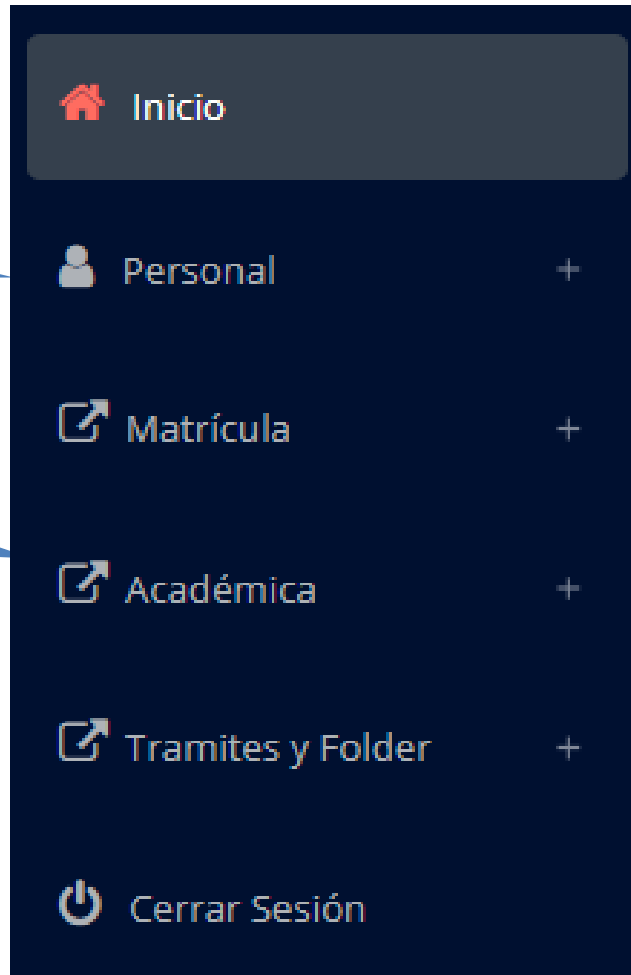 Inicio
Personal +
Matrícula +
Académica +
Tramites y Folder +
Cerrar Sesión